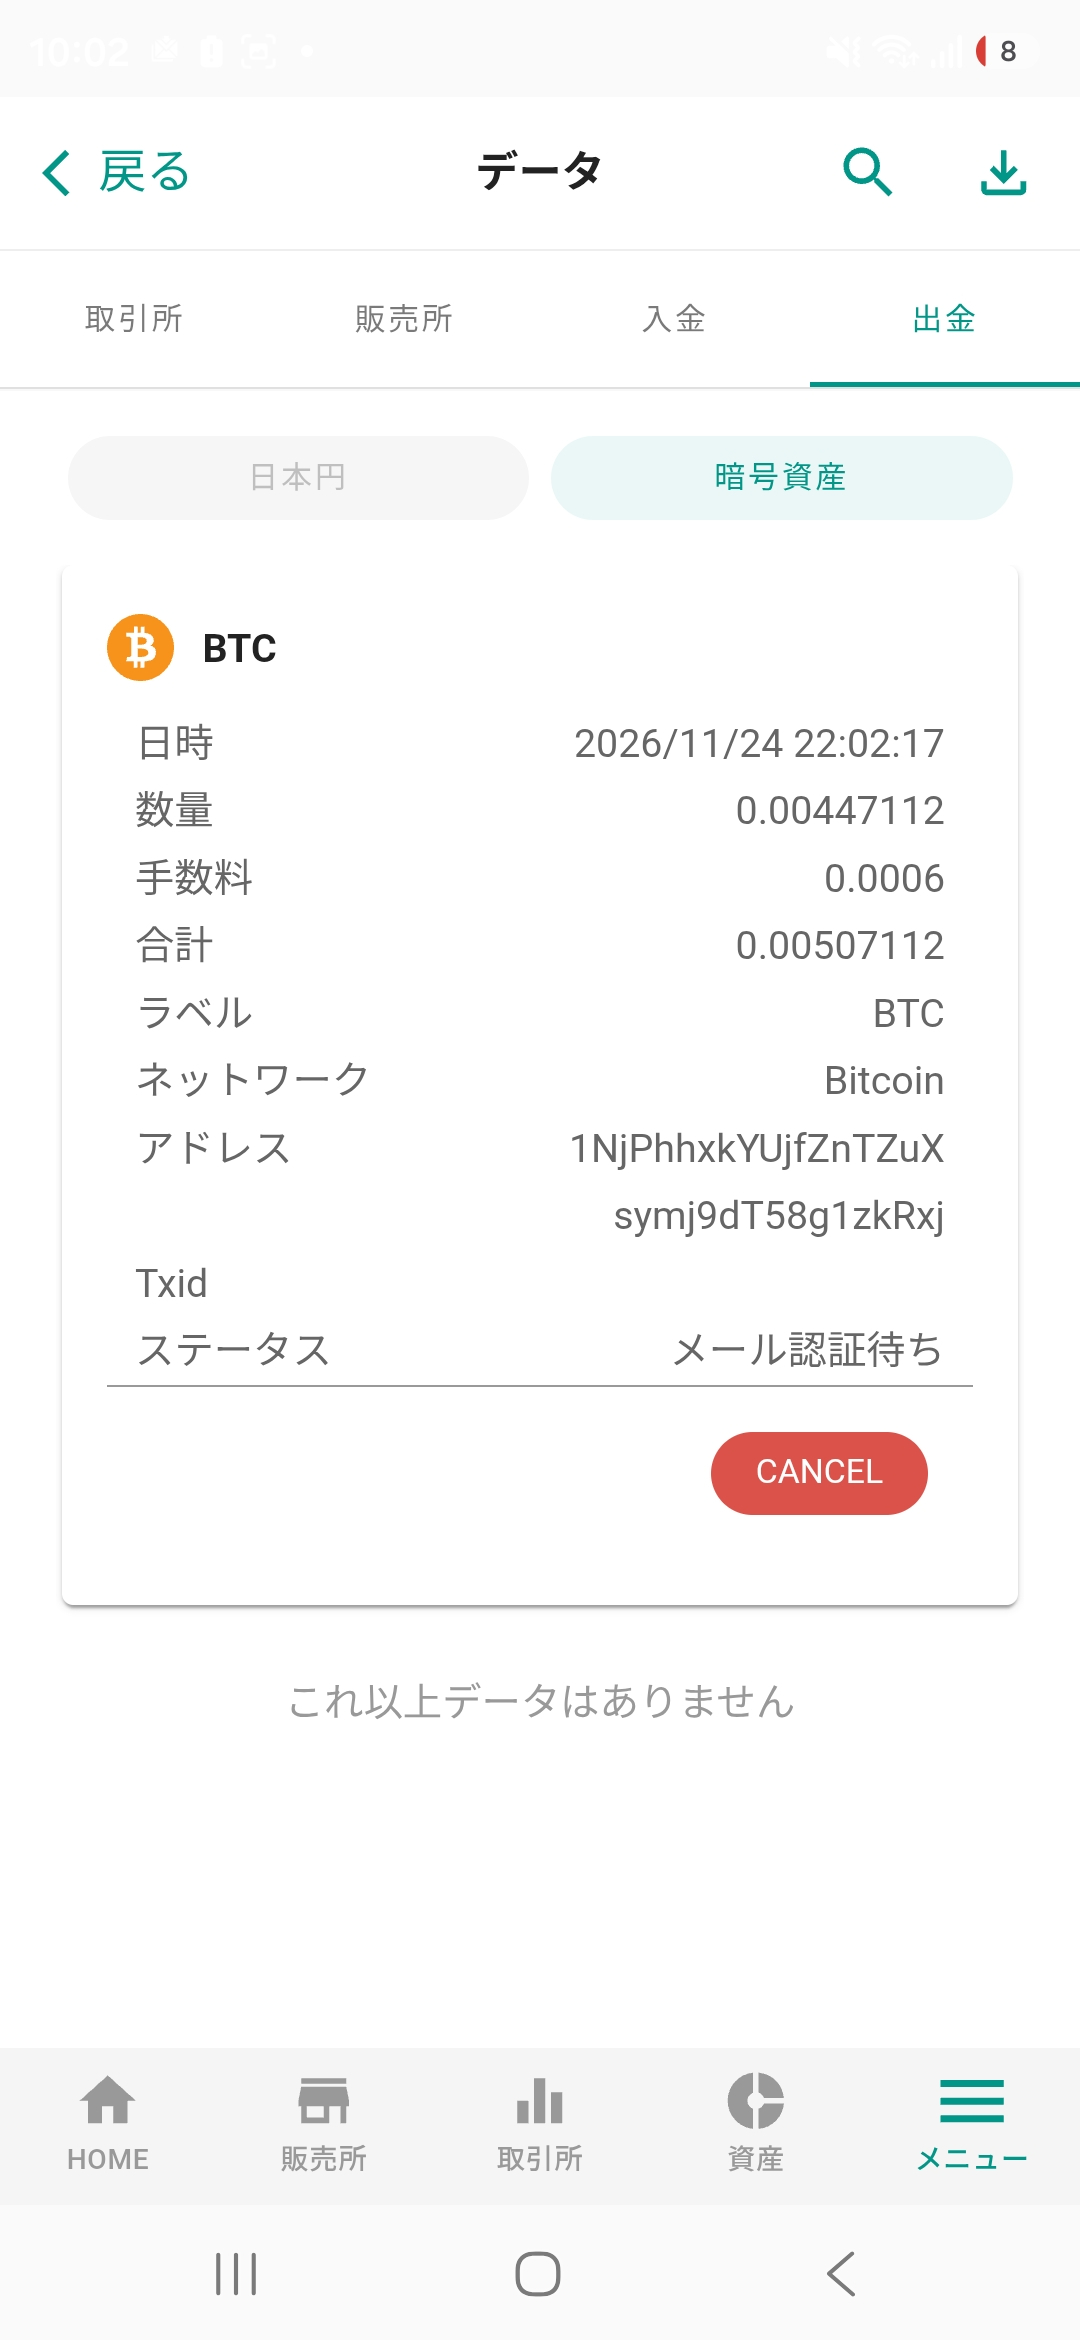 10:02
8
戻る
データ
取引所 販売所 入金 出金
日本円 暗号資産
BTC
日時 2026/11/24 22:02:17
数量 0.00447112
手数料 0.0006
合計 0.00507112
ラベル BTC
ネットワーク Bitcoin
アドレス 1NjPhhxkYUjfZnTZuX
symj9dT58g1zkRxj
Txid
ステータス メール認証待ち
CANCEL
これ以上データはありません
HOME 販売所 取引所 資産 メニュー